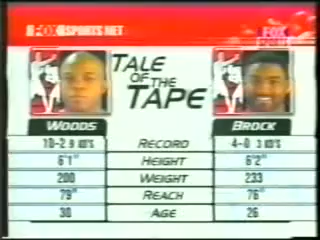 FOXSPORTS.NET
FOX
TALE
OF THE
TAPE
WOODS
BROCK
10-2 9 KO'S RECORD 4-0 3 KO'S
6'1" HEIGHT 6'2"
200 WEIGHT 233
79" REACH 76"
30 AGE 26